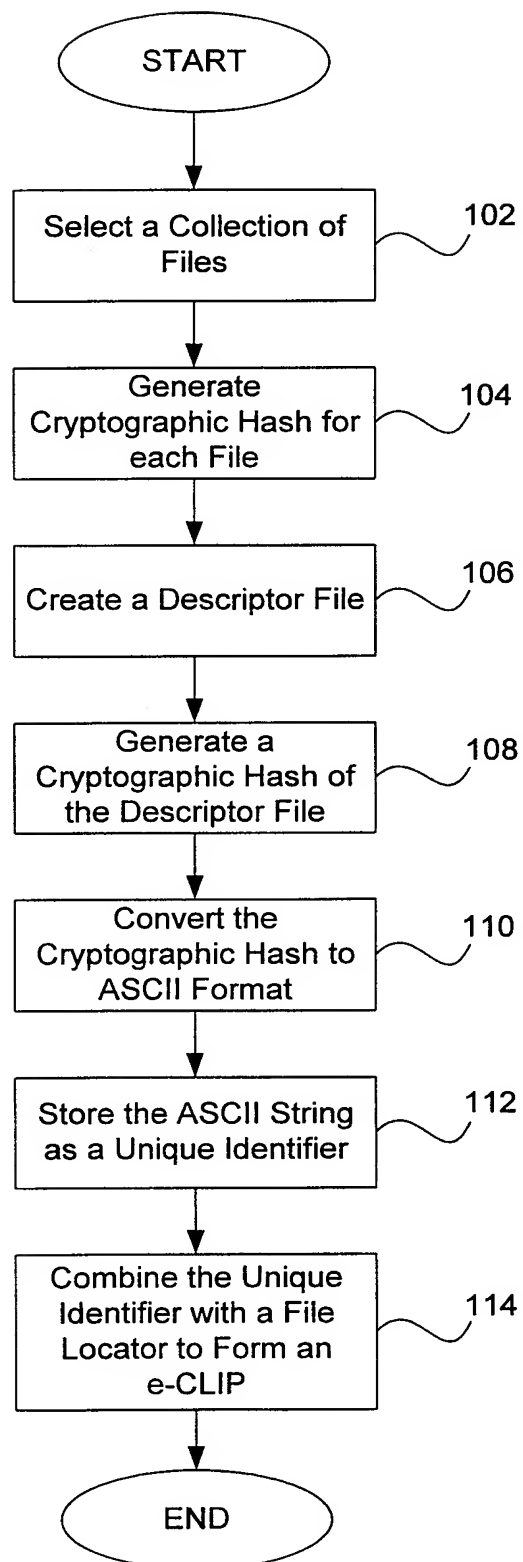 START
Select a Collection of
Files
102
Generate
Cryptographic Hash for
each File
104
Create a Descriptor File
106
Generate a
Cryptographic Hash of
the Descriptor File
108
Convert the
Cryptographic Hash to
ASCII Format
110
Store the ASCII String
as a Unique Identifier
112
Combine the Unique
Identifier with a File
Locator to Form an
e-CLIP
114
END